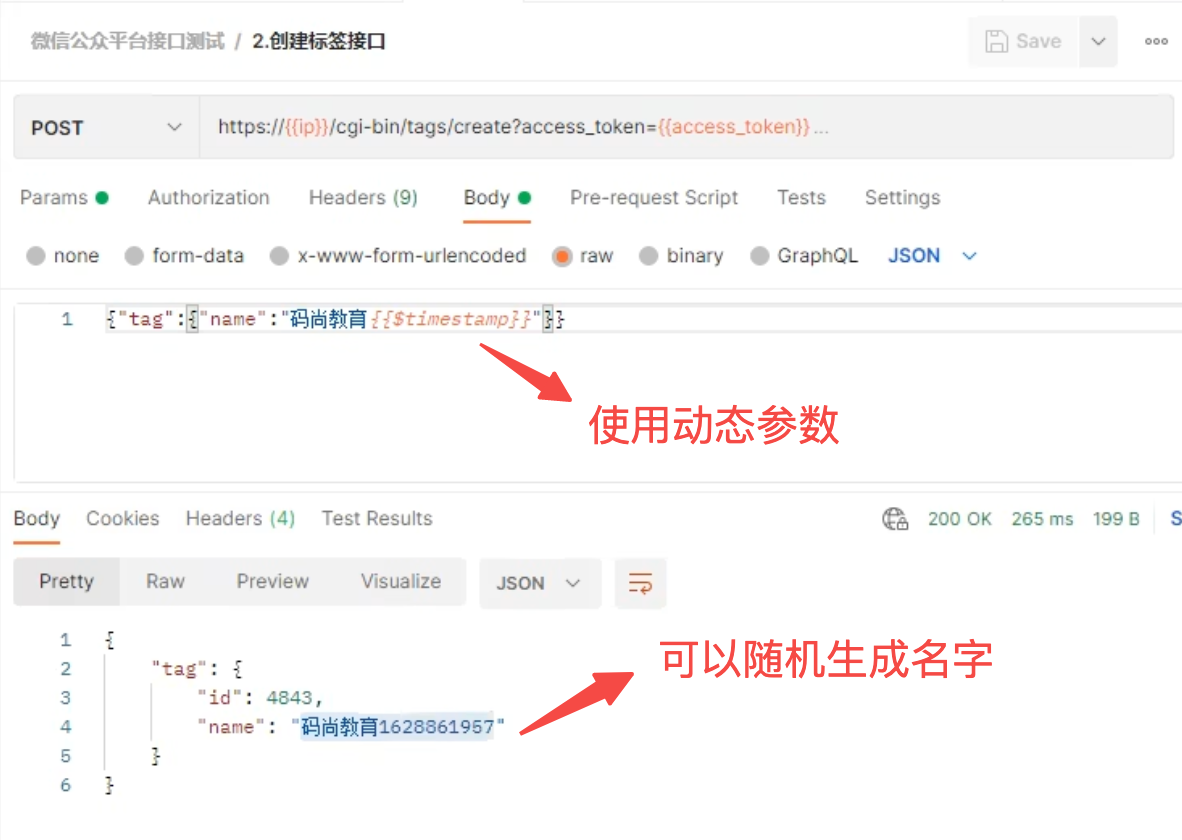 微信公众平台接口测试 / 2.创建标签接口 Save ooo
POST https://{{ip}}/cgi-bin/tags/create?access_token={{access_token}} ...
Params Authorization Headers (9) Body Pre-request Script Tests Settings
none form-data x-www-form-urlencoded raw binary GraphQL JSON
1 {"tag":{"name":"码尚教育{{$timestamp}}"}}
使用动态参数
Body Cookies Headers (4) Test Results 200 OK 265 ms 199 B S
Pretty Raw Preview Visualize JSON
1 {
2 "tag": {
可以随机生成名字
3 "id": 4843,
4 "name": "码尚教育1628861957"
5 }
6 }